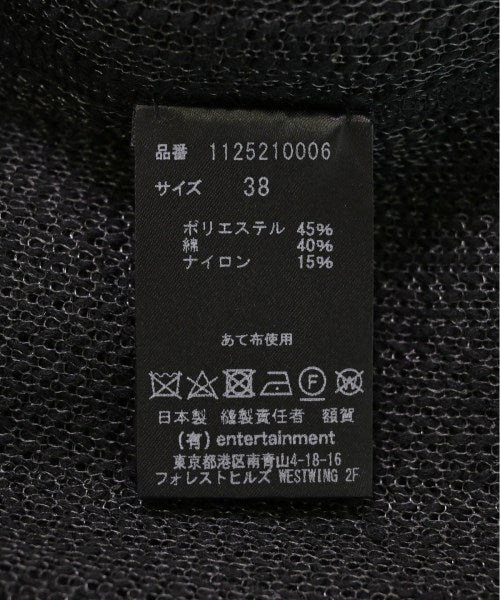 品番 1125210006
サイズ 38
ポリエステル 45%
綿 40%
ナイロン 15%
あて布使用
F W
日本製 縫製責任者 額賀
(有) entertainment
東京都港区南青山4-18-16
フォレストヒルズ WESTWING 2F